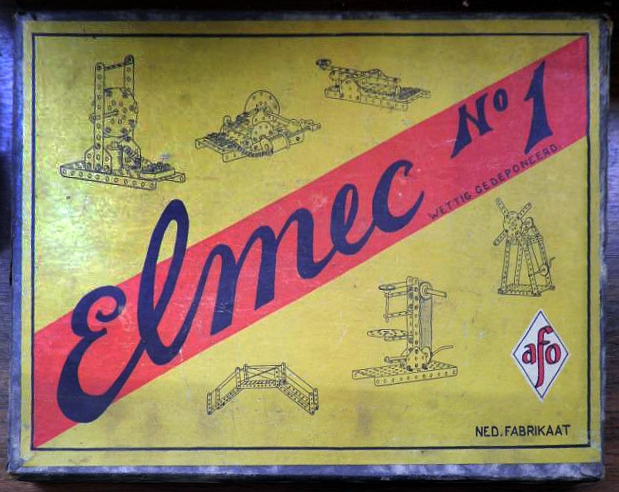 Elmec No 1
WETTIG GEDEPONEERD.
afo
NED. FABRIKAAT